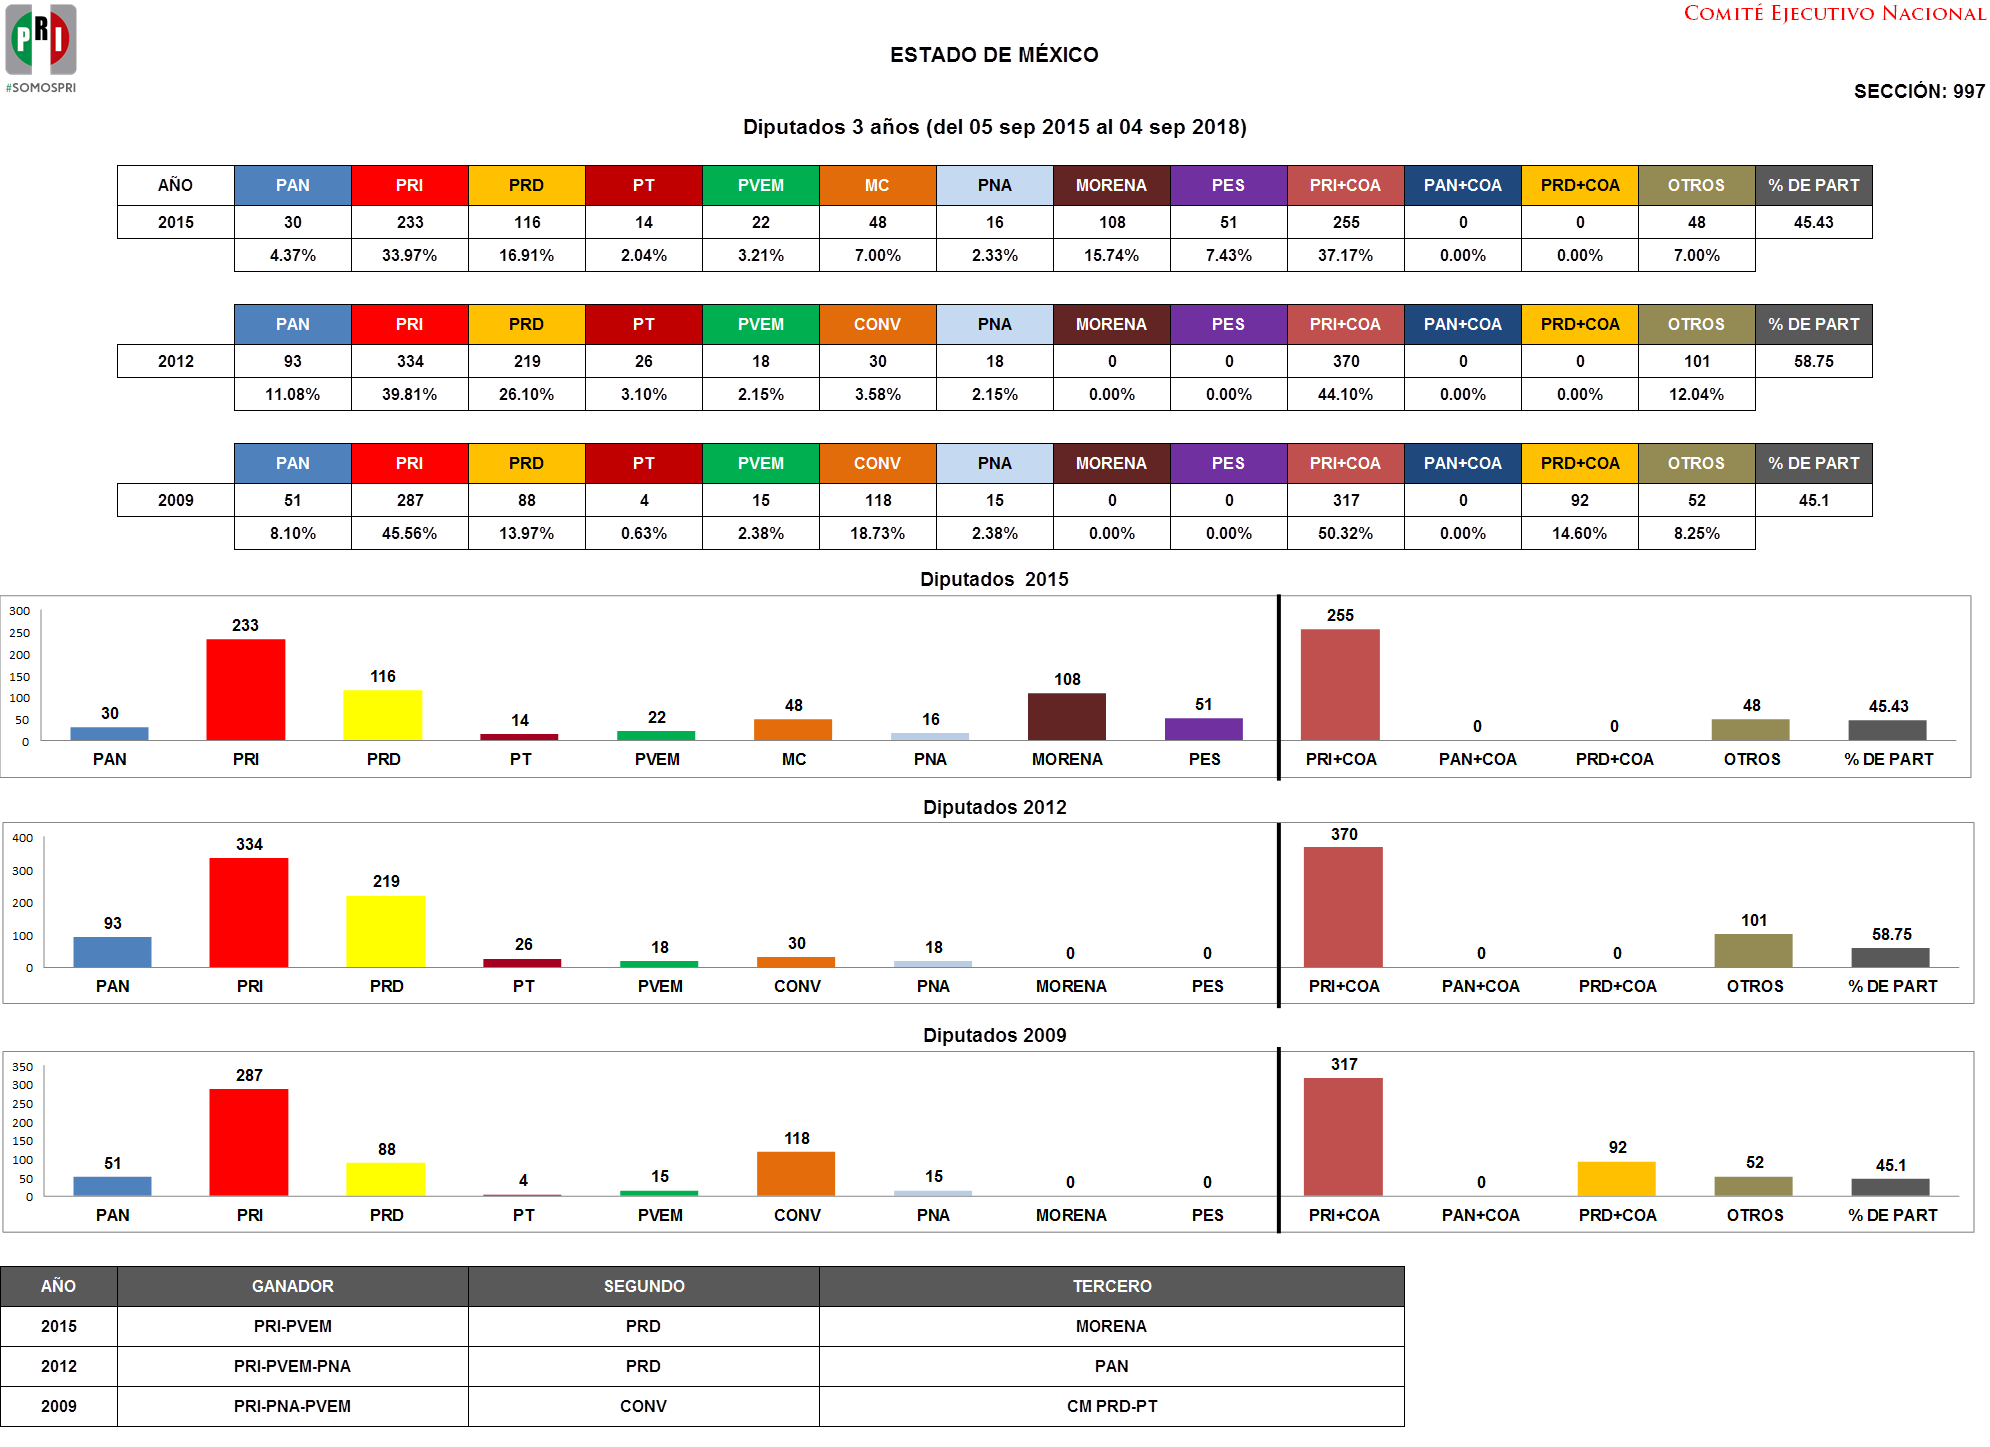 PRI
#SOMOSPRI
COMITÉ EJECUTIVO NACIONAL
ESTADO DE MÉXICO
SECCIÓN: 997
Diputados 3 años (del 05 sep 2015 al 04 sep 2018)
AÑO PAN PRI PRD PT PVEM MC PNA MORENA PES PRI+COA PAN+COA PRD+COA OTROS % DE PART
2015 30 233 116 14 22 48 16 108 51 255 0 0 48 45.43
4.37% 33.97% 16.91% 2.04% 3.21% 7.00% 2.33% 15.74% 7.43% 37.17% 0.00% 0.00% 7.00%
PAN PRI PRD PT PVEM CONV PNA MORENA PES PRI+COA PAN+COA PRD+COA OTROS % DE PART
2012 93 334 219 26 18 30 18 0 0 370 0 0 101 58.75
11.08% 39.81% 26.10% 3.10% 2.15% 3.58% 2.15% 0.00% 0.00% 44.10% 0.00% 0.00% 12.04%
PAN PRI PRD PT PVEM CONV PNA MORENA PES PRI+COA PAN+COA PRD+COA OTROS % DE PART
2009 51 287 88 4 15 118 15 0 0 317 0 92 52 45.1
8.10% 45.56% 13.97% 0.63% 2.38% 18.73% 2.38% 0.00% 0.00% 50.32% 0.00% 14.60% 8.25%
Diputados 2015
300
250
200
150
100
50
0
30 233 116 14 22 48 16 108 51 255 0 0 48 45.43
PAN PRI PRD PT PVEM MC PNA MORENA PES PRI+COA PAN+COA PRD+COA OTROS % DE PART
Diputados 2012
400
300
200
100
0
93 334 219 26 18 30 18 0 0 370 0 0 101 58.75
PAN PRI PRD PT PVEM CONV PNA MORENA PES PRI+COA PAN+COA PRD+COA OTROS % DE PART
Diputados 2009
350
300
250
200
150
100
50
0
51 287 88 4 15 118 15 0 0 317 0 92 52 45.1
PAN PRI PRD PT PVEM CONV PNA MORENA PES PRI+COA PAN+COA PRD+COA OTROS % DE PART
AÑO GANADOR SEGUNDO TERCERO
2015 PRI-PVEM PRD MORENA
2012 PRI-PVEM-PNA PRD PAN
2009 PRI-PNA-PVEM CONV CM PRD-PT